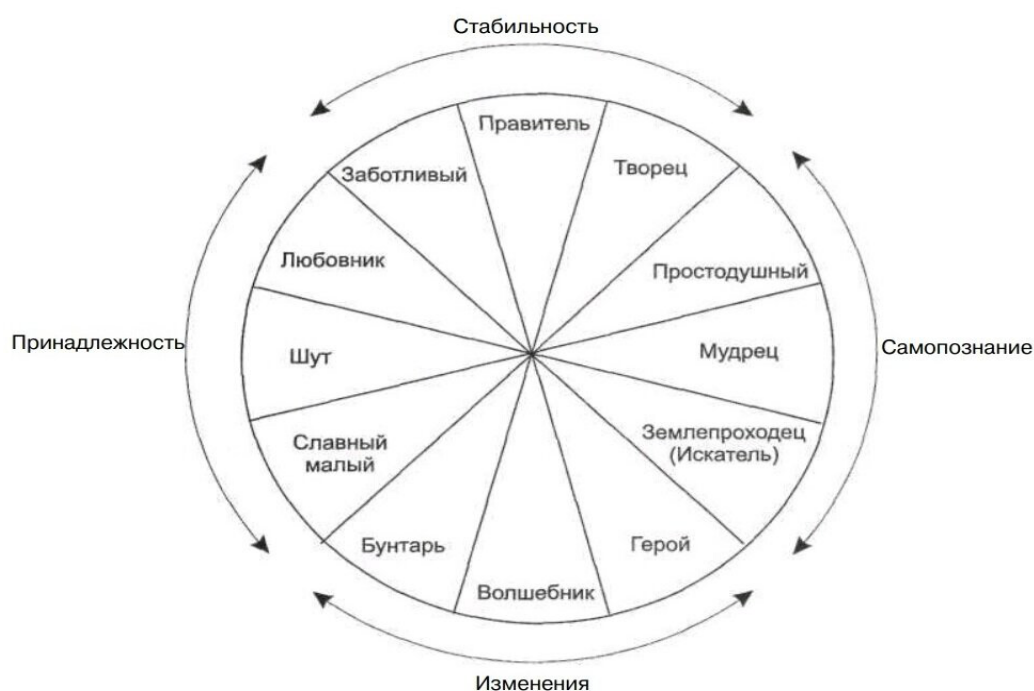 Стабильность
Правитель
Творец
Заботливый
Любовник
Простодушный
Принадлежность
Шут
Мудрец
Самопознание
Славный
малый
Землепроходец
(Искатель)
Бунтарь
Герой
Волшебник
Изменения